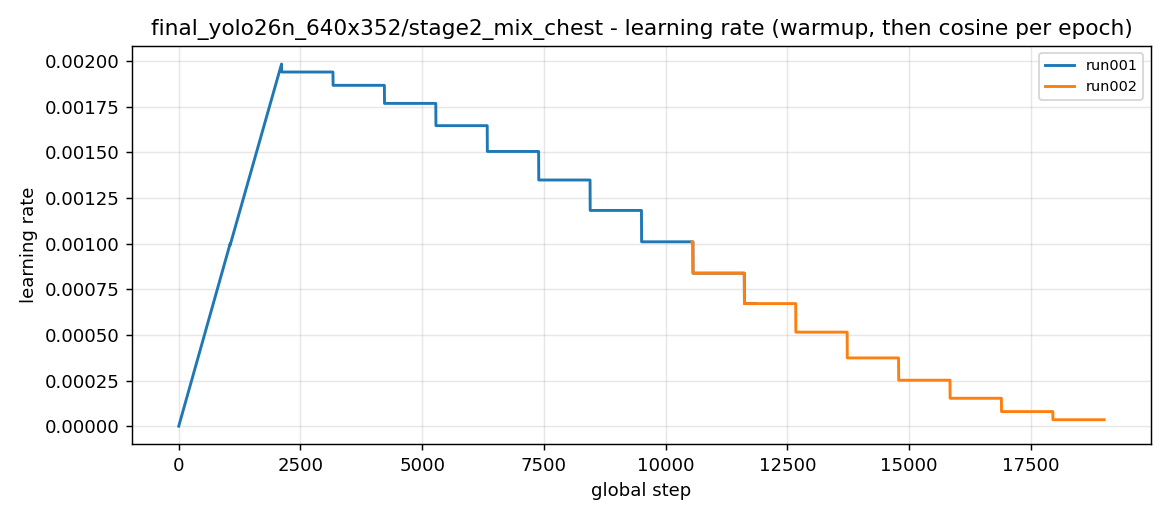 final_yolo26n_640x352/stage2_mix_chest - learning rate (warmup, then cosine per epoch)
run001
run002
learning rate
0.00200
0.00175
0.00150
0.00125
0.00100
0.00075
0.00050
0.00025
0.00000
0 2500 5000 7500 10000 12500 15000 17500
global step